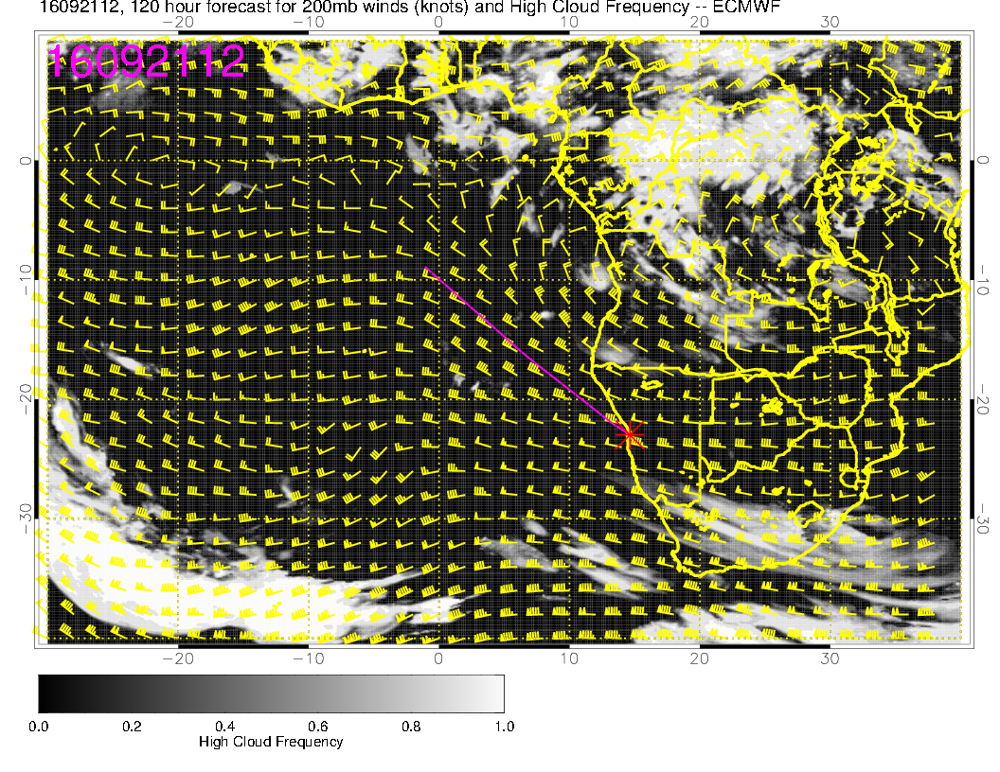 16092112, 120 hour forecast for 200mb winds (knots) and High Cloud Frequency -- ECMWF
−20 −10 0 10 20 30
16092112
0 0
−10 −10
−20 −20
−30 −30
−20 −10 0 10 20 30
0.0 0.2 0.4 0.6 0.8 1.0
High Cloud Frequency